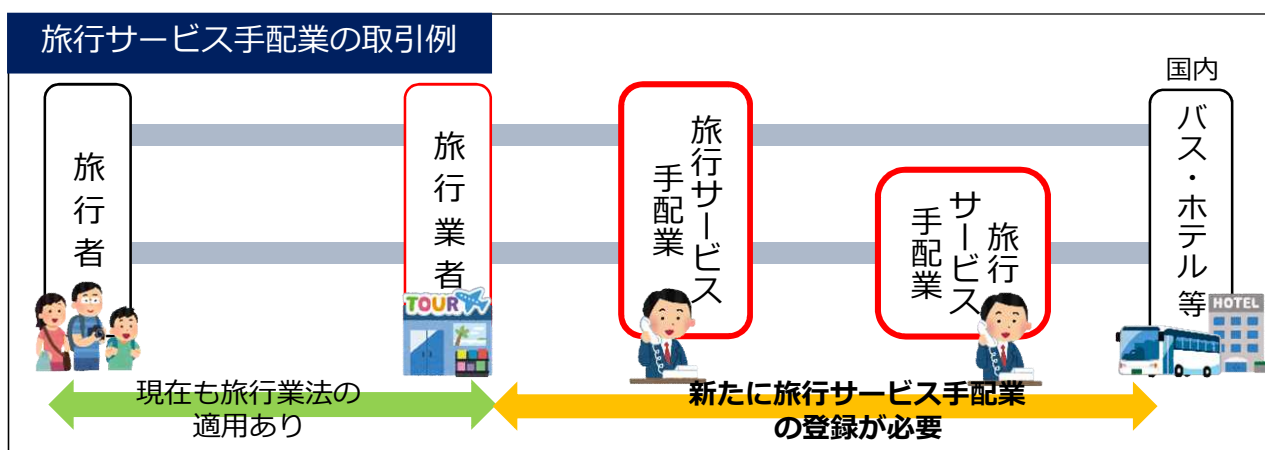 旅行サービス手配業の取引例
旅行者
旅行業者
TOUR
旅行サービス
手配業
旅行
サービス
手配業
国内
バス・ホテル等
HOTEL
現在も旅行業法の
適用あり
新たに旅行サービス手配業
の登録が必要